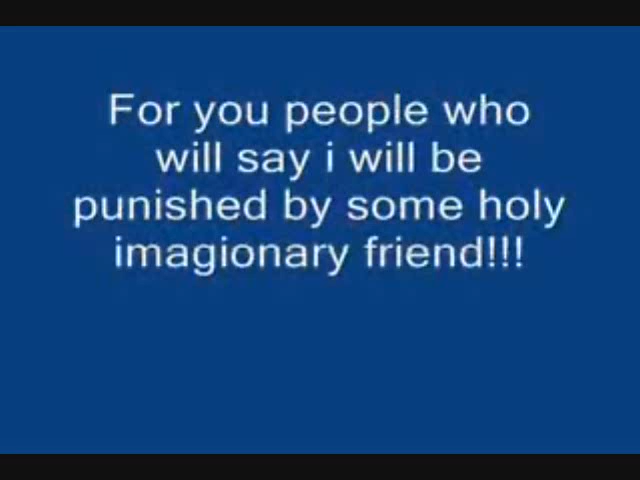 For you people who
will say i will be
punished by some holy
imagionary friend!!!